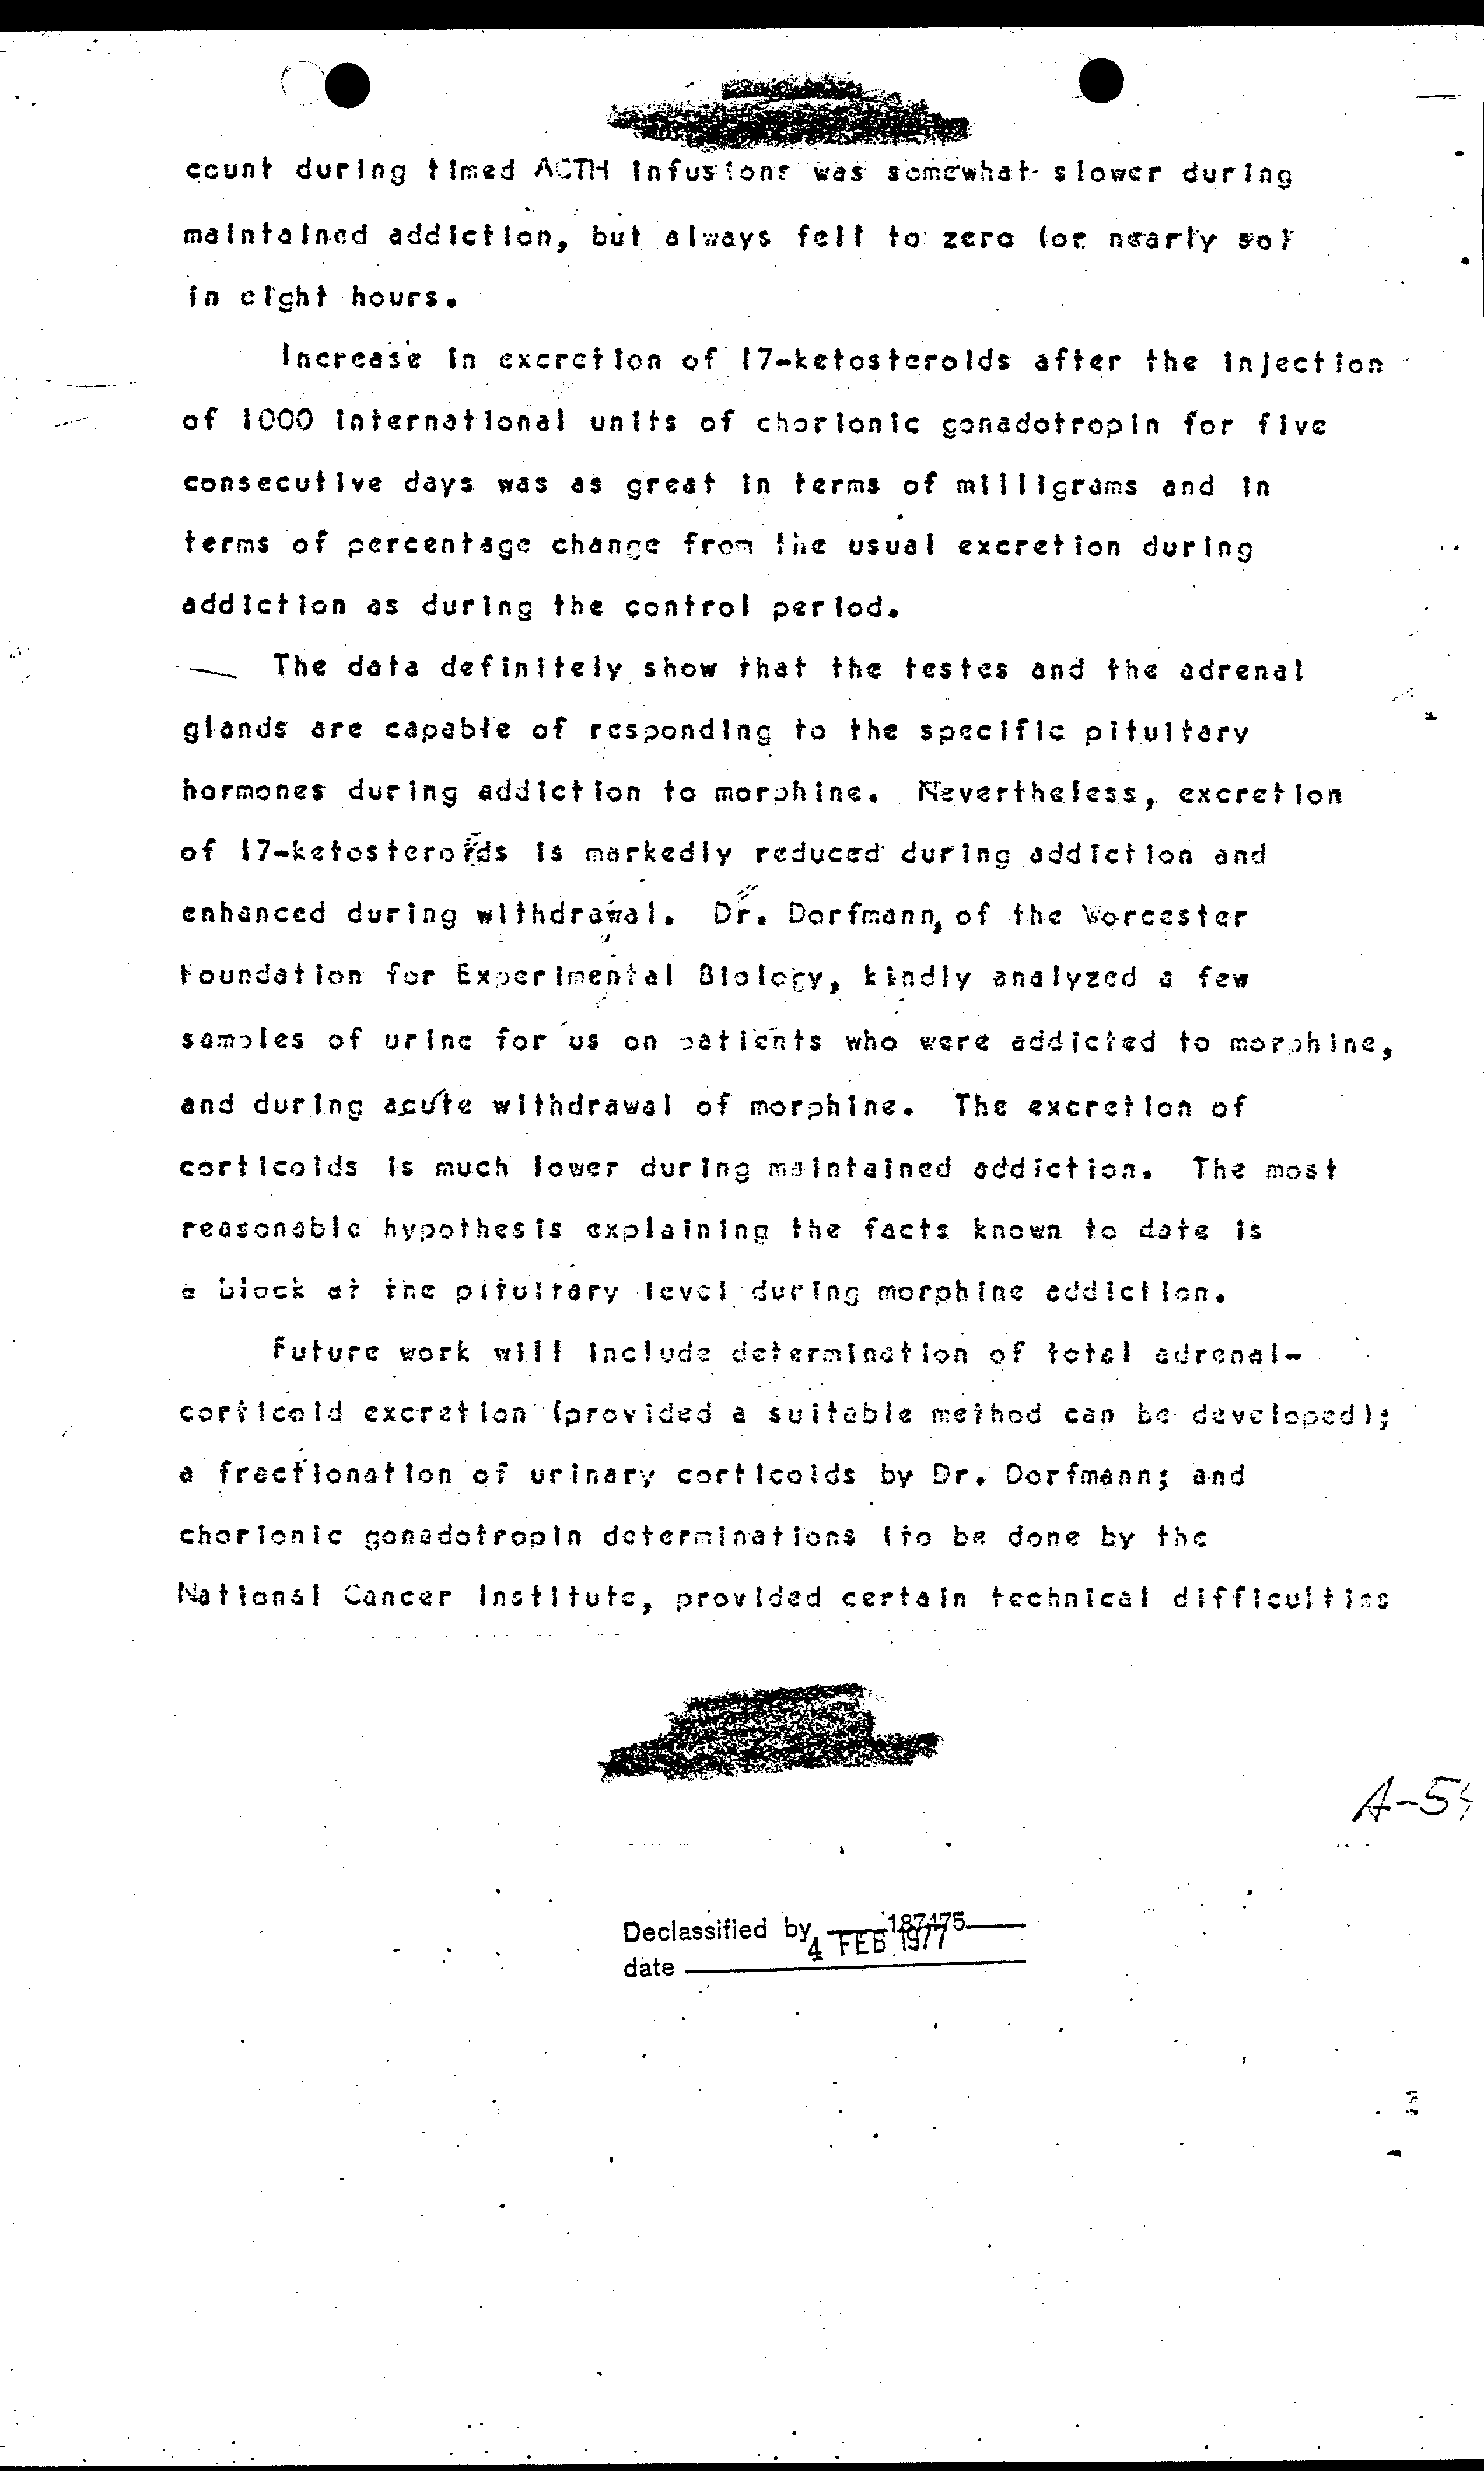 count during timed ACTH infusions was somewhat slower during
maintained addiction, but always fell to zero (or nearly so)
in eight hours.
Increase in excretion of 17-ketosteroids after the injection
of 1000 international units of chorionic gonadotropin for five
consecutive days was as great in terms of milligrams and in
terms of percentage change from the usual excretion during
addiction as during the control period.
The data definitely show that the testes and the adrenal
glands are capable of responding to the specific pituitary
hormones during addiction to morphine. Nevertheless, excretion
of 17-ketosteroids is markedly reduced during addiction and
enhanced during withdrawal. Dr. Dorfmann, of the Worcester
Foundation for Experimental Biology, kindly analyzed a few
samples of urine for us on patients who were addicted to morphine,
and during acute withdrawal of morphine. The excretion of
corticoids is much lower during maintained addiction. The most
reasonable hypothesis explaining the facts known to date is
a block at the pituitary level during morphine addiction.
Future work will include determination of total adrenal-
corticoid excretion (provided a suitable method can be developed);
a fractionation of urinary corticoids by Dr. Dorfmann; and
chorionic gonadotropin determinations (to be done by the
National Cancer Institute, provided certain technical difficulties
Declassified by 187475
date 4 FEB 1977